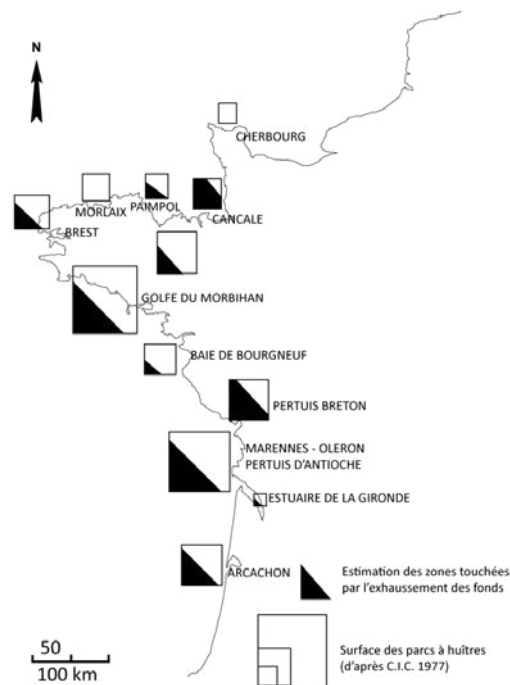 N
CHERBOURG
MORLAIX
PAIMPOL
CANCALE
BREST
GOLFE DU MORBIHAN
BAIE DE BOURGNEUF
PERTUIS BRETON
MARENNES - OLERON
PERTUIS D'ANTIOCHE
ESTUAIRE DE LA GIRONDE
ARCACHON
Estimation des zones touchées
par l'exhaussement des fonds
Surface des parcs à huîtres
(d'après C.I.C. 1977)
50
100 km